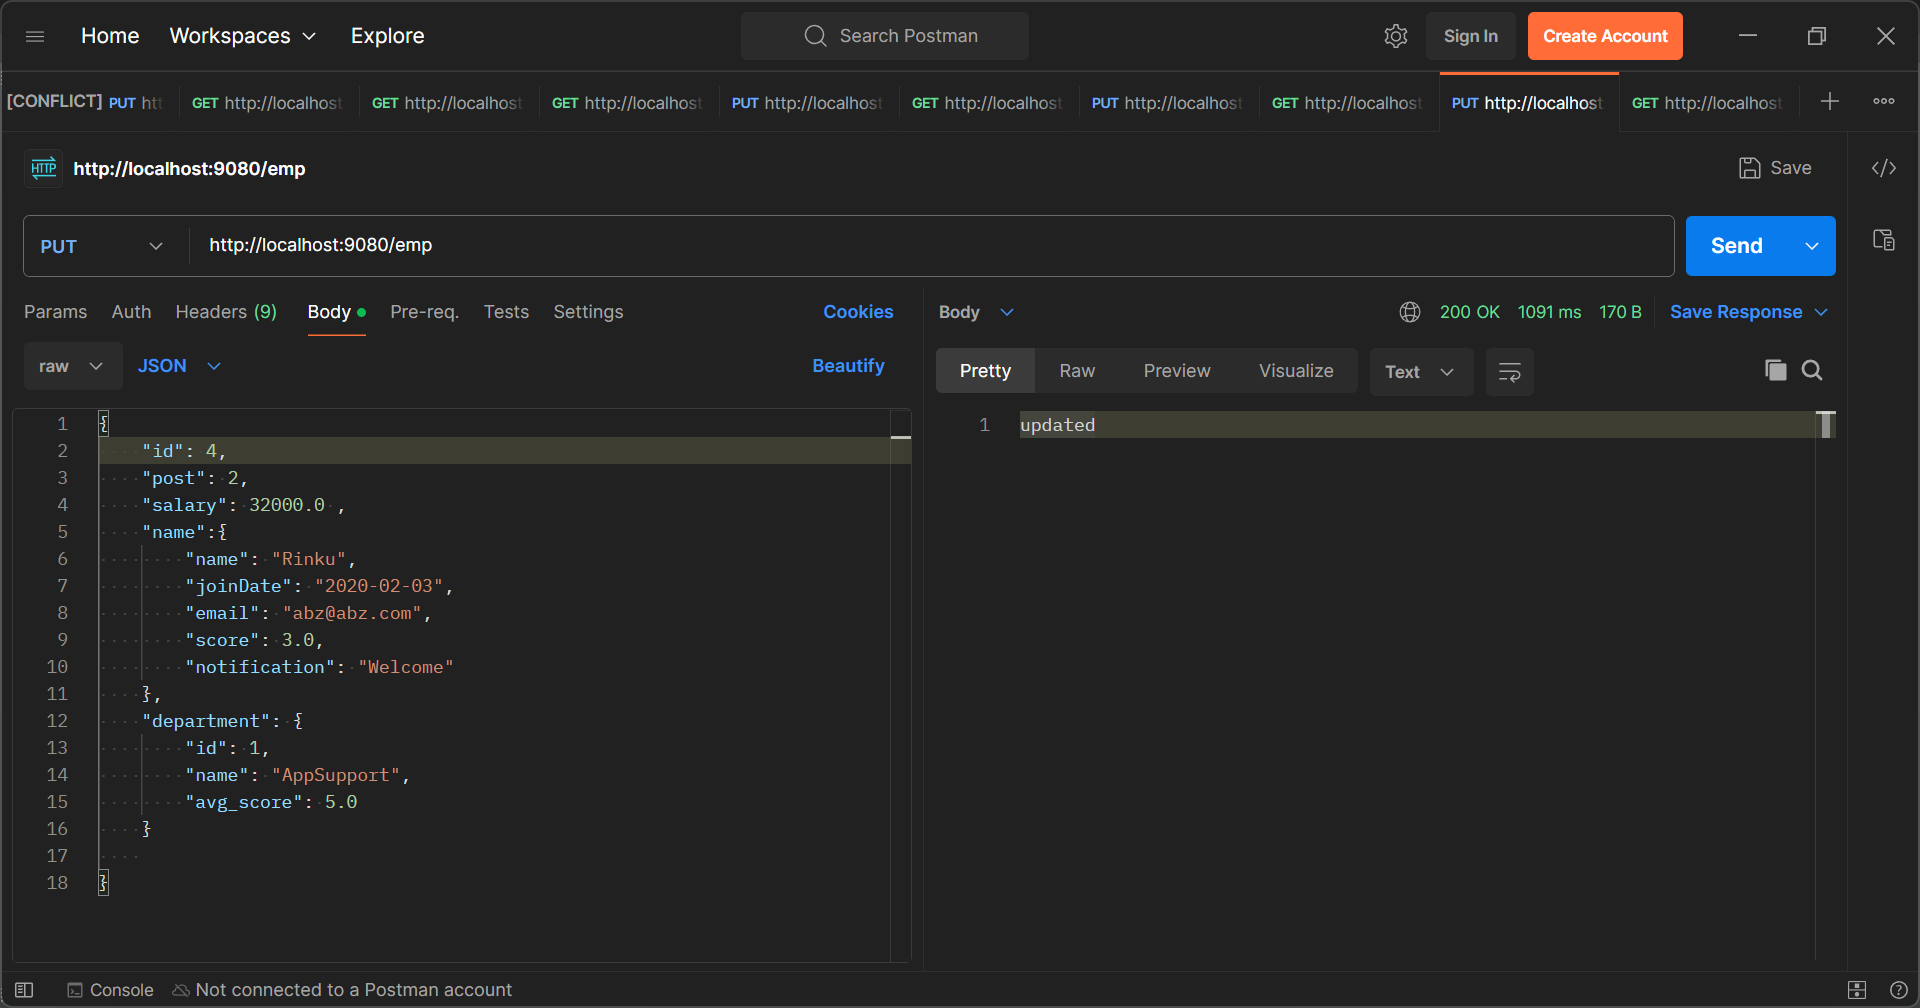 Home Workspaces Explore Search Postman Sign In Create Account
[CONFLICT] PUT htt GET http://localhost GET http://localhost GET http://localhost PUT http://localhost GET http://localhost PUT http://localhost GET http://localhost PUT http://localhost GET http://localhost
HTTP http://localhost:9080/emp Save
PUT http://localhost:9080/emp Send
Params Auth Headers (9) Body Pre-req. Tests Settings Cookies
raw JSON Beautify
1 {
2 "id": 4,
3 "post": 2,
4 "salary": 32000.0 ,
5 "name":{
6 "name": "Rinku",
7 "joinDate": "2020-02-03",
8 "email": "abz@abz.com",
9 "score": 3.0,
10 "notification": "Welcome"
11 },
12 "department": {
13 "id": 1,
14 "name": "AppSupport",
15 "avg_score": 5.0
16 }
17
18 }
Body 200 OK 1091 ms 170 B Save Response
Pretty Raw Preview Visualize Text
1 updated
Console Not connected to a Postman account